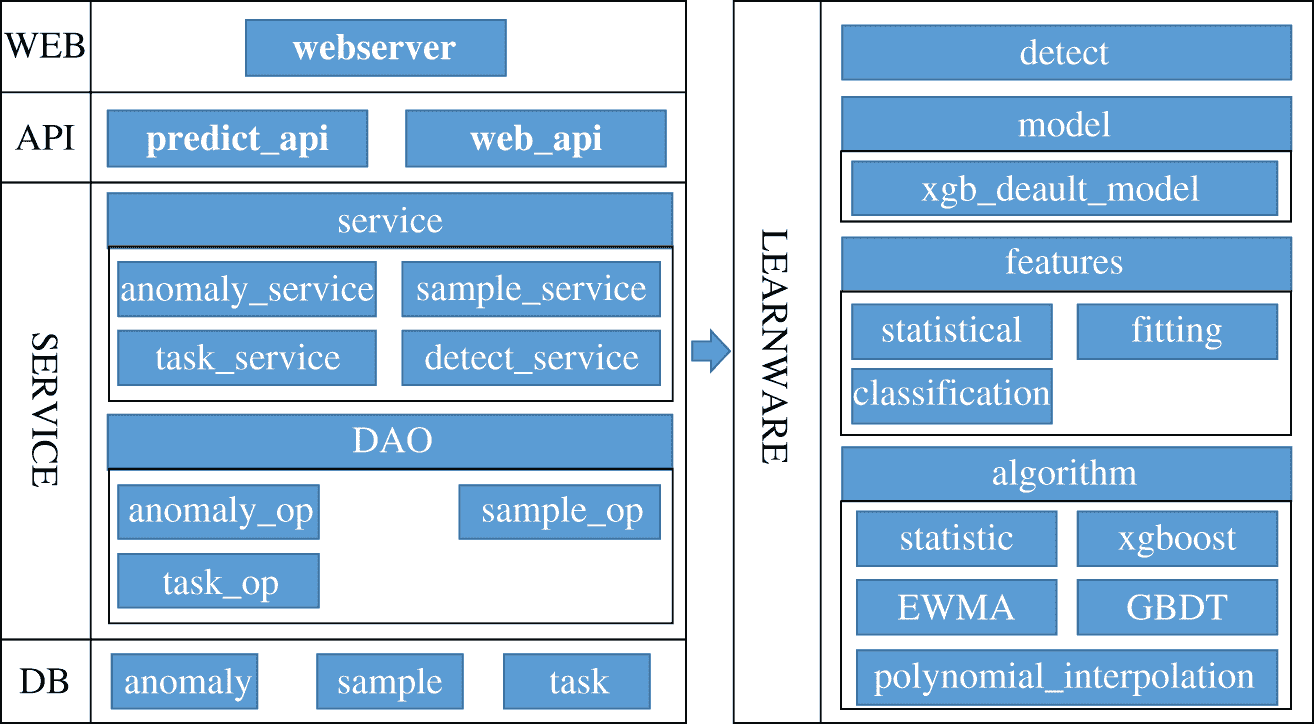 WEB
webserver
API
predict_api
web_api
SERVICE
service
anomaly_service
sample_service
task_service
detect_service
DAO
anomaly_op
sample_op
task_op
DB
anomaly
sample
task
LEARNWARE
detect
model
xgb_deault_model
features
statistical
fitting
classification
algorithm
statistic
xgboost
EWMA
GBDT
polynomial_interpolation